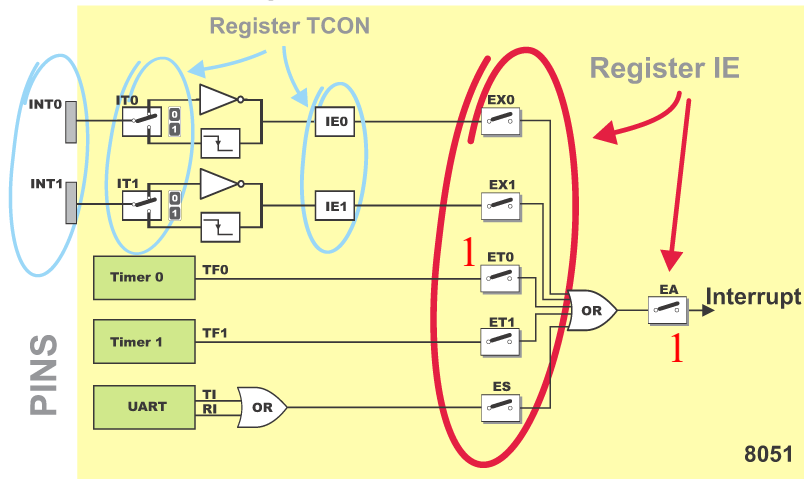 Register TCON
Register IE
INT0
IT0
0
1
IE0
EX0
INT1
IT1
0
1
IE1
EX1
1
ET0
Timer 0
TF0
EA
Interrupt
OR
Timer 1
TF1
ET1
1
PINS
UART
TI
RI
OR
ES
8051